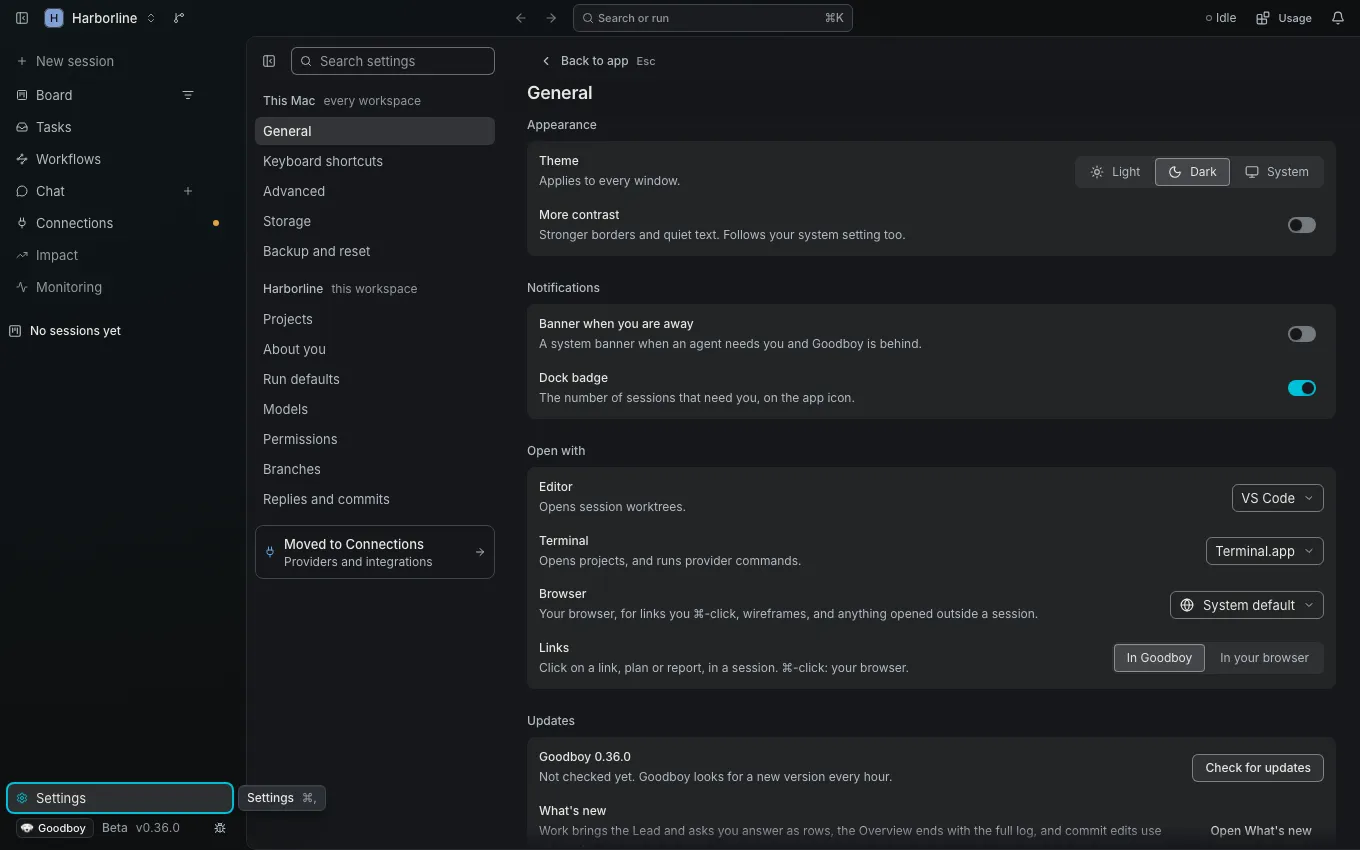 H Harborline
Search or run ⌘K
Idle
Usage
New session
Board
Tasks
Workflows
Chat
Connections
Impact
Monitoring
No sessions yet
Settings
Settings ⌘,
Goodboy Beta v0.36.0
Search settings
This Mac every workspace
General
Keyboard shortcuts
Advanced
Storage
Backup and reset
Harborline this workspace
Projects
About you
Run defaults
Models
Permissions
Branches
Replies and commits
Moved to Connections
Providers and integrations
Back to app Esc
General
Appearance
Theme
Applies to every window.
Light Dark System
More contrast
Stronger borders and quiet text. Follows your system setting too.
Notifications
Banner when you are away
A system banner when an agent needs you and Goodboy is behind.
Dock badge
The number of sessions that need you, on the app icon.
Open with
Editor
Opens session worktrees.
VS Code
Terminal
Opens projects, and runs provider commands.
Terminal.app
Browser
Your browser, for links you ⌘-click, wireframes, and anything opened outside a session.
System default
Links
Click on a link, plan or report, in a session. ⌘-click: your browser.
In Goodboy In your browser
Updates
Goodboy 0.36.0
Not checked yet. Goodboy looks for a new version every hour.
Check for updates
What's new
Work brings the Lead and asks you answer as rows, the Overview ends with the full log, and commit edits use
Open What's new